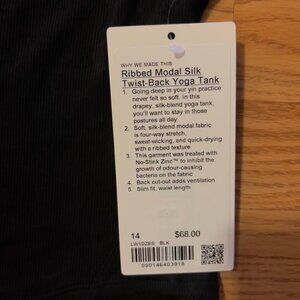 WHY WE MADE THIS
Ribbed Modal Silk
Twist-Back Yoga Tank
1. Going deep in your yin practice
never felt so soft. in this
drapey, silk-blend yoga tank,
you'll want to stay in those
postures all day
2. Soft, silk-blend modal fabric
is four-way stretch,
sweat-wicking, and quick-drying
with a ribbed texture
3. This garment was treated with
No-Stink Zinc™ to inhibit the
growth of odour-causing
bacteria on the fabric
4. Back cut-out adds ventilation
5. Slim fit, waist length
14 $68.00
BLK